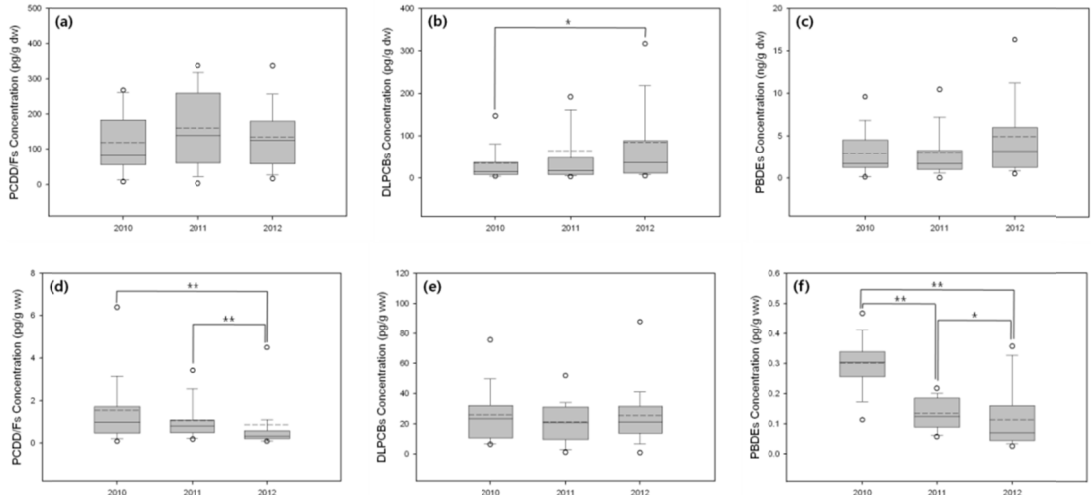 (a)
PCDD/Fs Concentration (pg/g dw)
500
400
300
200
100
0
2010 2011 2012
(b)
DLPCBs Concentration (pg/g dw)
400
300
200
100
0
*
2010 2011 2012
(c)
PBDEs Concentration (ng/g dw)
20
15
10
5
0
2010 2011 2012
(d)
PCDD/Fs Concentration (pg/g ww)
8
6
4
2
0
**
**
2010 2011 2012
(e)
DLPCBs Concentration (pg/g ww)
120
100
80
60
40
20
0
2010 2011 2012
(f)
PBDEs Concentration (pg/g ww)
0.6
0.5
0.4
0.3
0.2
0.1
0.0
**
**
*
2010 2011 2012